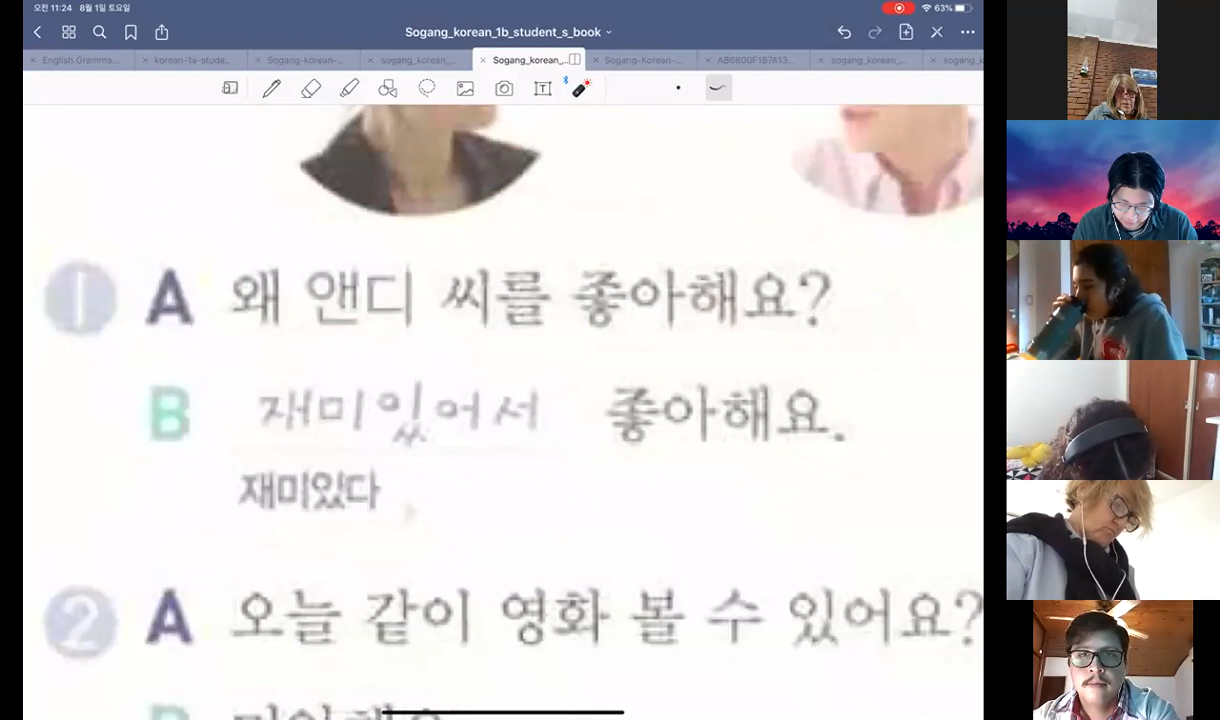 오전 11:24 8월 1일 토요일
63%
Sogang_korean_1b_student_s_book
English Gramma...
korean-1a-stude...
Sogang-korean-...
sogang_korean_...
Sogang_korean_...
Sogang-Korean-...
AB6800F1B7A13...
sogang_korean_...
sogang_k
T
1 A 왜 앤디 씨를 좋아해요?
B 재미있어서 좋아해요.
재미있다
2 A 오늘 같이 영화 볼 수 있어요?